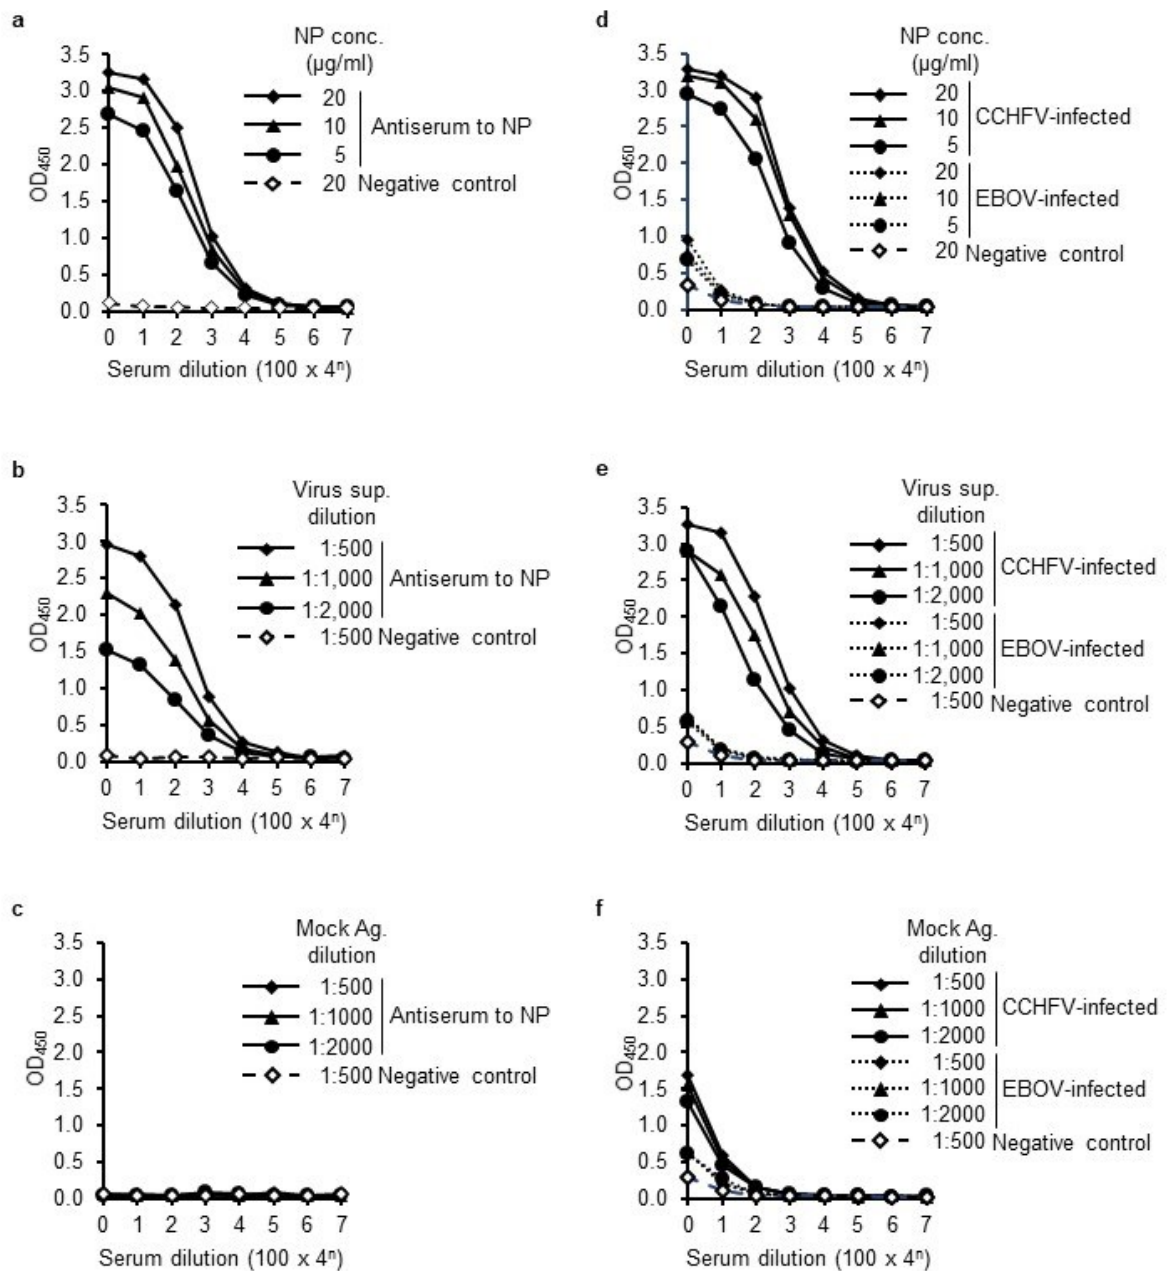 a
NP conc.
(µg/ml)
3.5
3.0
2.5
2.0
1.5
1.0
0.5
0.0
OD450
20
10
5
Antiserum to NP
20 Negative control
0 1 2 3 4 5 6 7
Serum dilution (100 x 4ⁿ)
d
NP conc.
(µg/ml)
3.5
3.0
2.5
2.0
1.5
1.0
0.5
0.0
OD450
20
10
5
CCHFV-infected
20
10
5
EBOV-infected
20 Negative control
0 1 2 3 4 5 6 7
Serum dilution (100 x 4ⁿ)
b
Virus sup.
dilution
3.5
3.0
2.5
2.0
1.5
1.0
0.5
0.0
OD450
1:500
1:1,000
1:2,000
Antiserum to NP
1:500 Negative control
0 1 2 3 4 5 6 7
Serum dilution (100 x 4ⁿ)
e
Virus sup.
dilution
3.5
3.0
2.5
2.0
1.5
1.0
0.5
0.0
OD450
1:500
1:1,000
1:2,000
CCHFV-infected
1:500
1:1,000
1:2,000
EBOV-infected
1:500 Negative control
0 1 2 3 4 5 6 7
Serum dilution (100 x 4ⁿ)
c
Mock Ag.
dilution
3.5
3.0
2.5
2.0
1.5
1.0
0.5
0.0
OD450
1:500
1:1000
1:2000
Antiserum to NP
1:500 Negative control
0 1 2 3 4 5 6 7
Serum dilution (100 x 4ⁿ)
f
Mock Ag.
dilution
3.5
3.0
2.5
2.0
1.5
1.0
0.5
0.0
OD450
1:500
1:1000
1:2000
CCHFV-infected
1:500
1:1000
1:2000
EBOV-infected
1:500 Negative control
0 1 2 3 4 5 6 7
Serum dilution (100 x 4ⁿ)